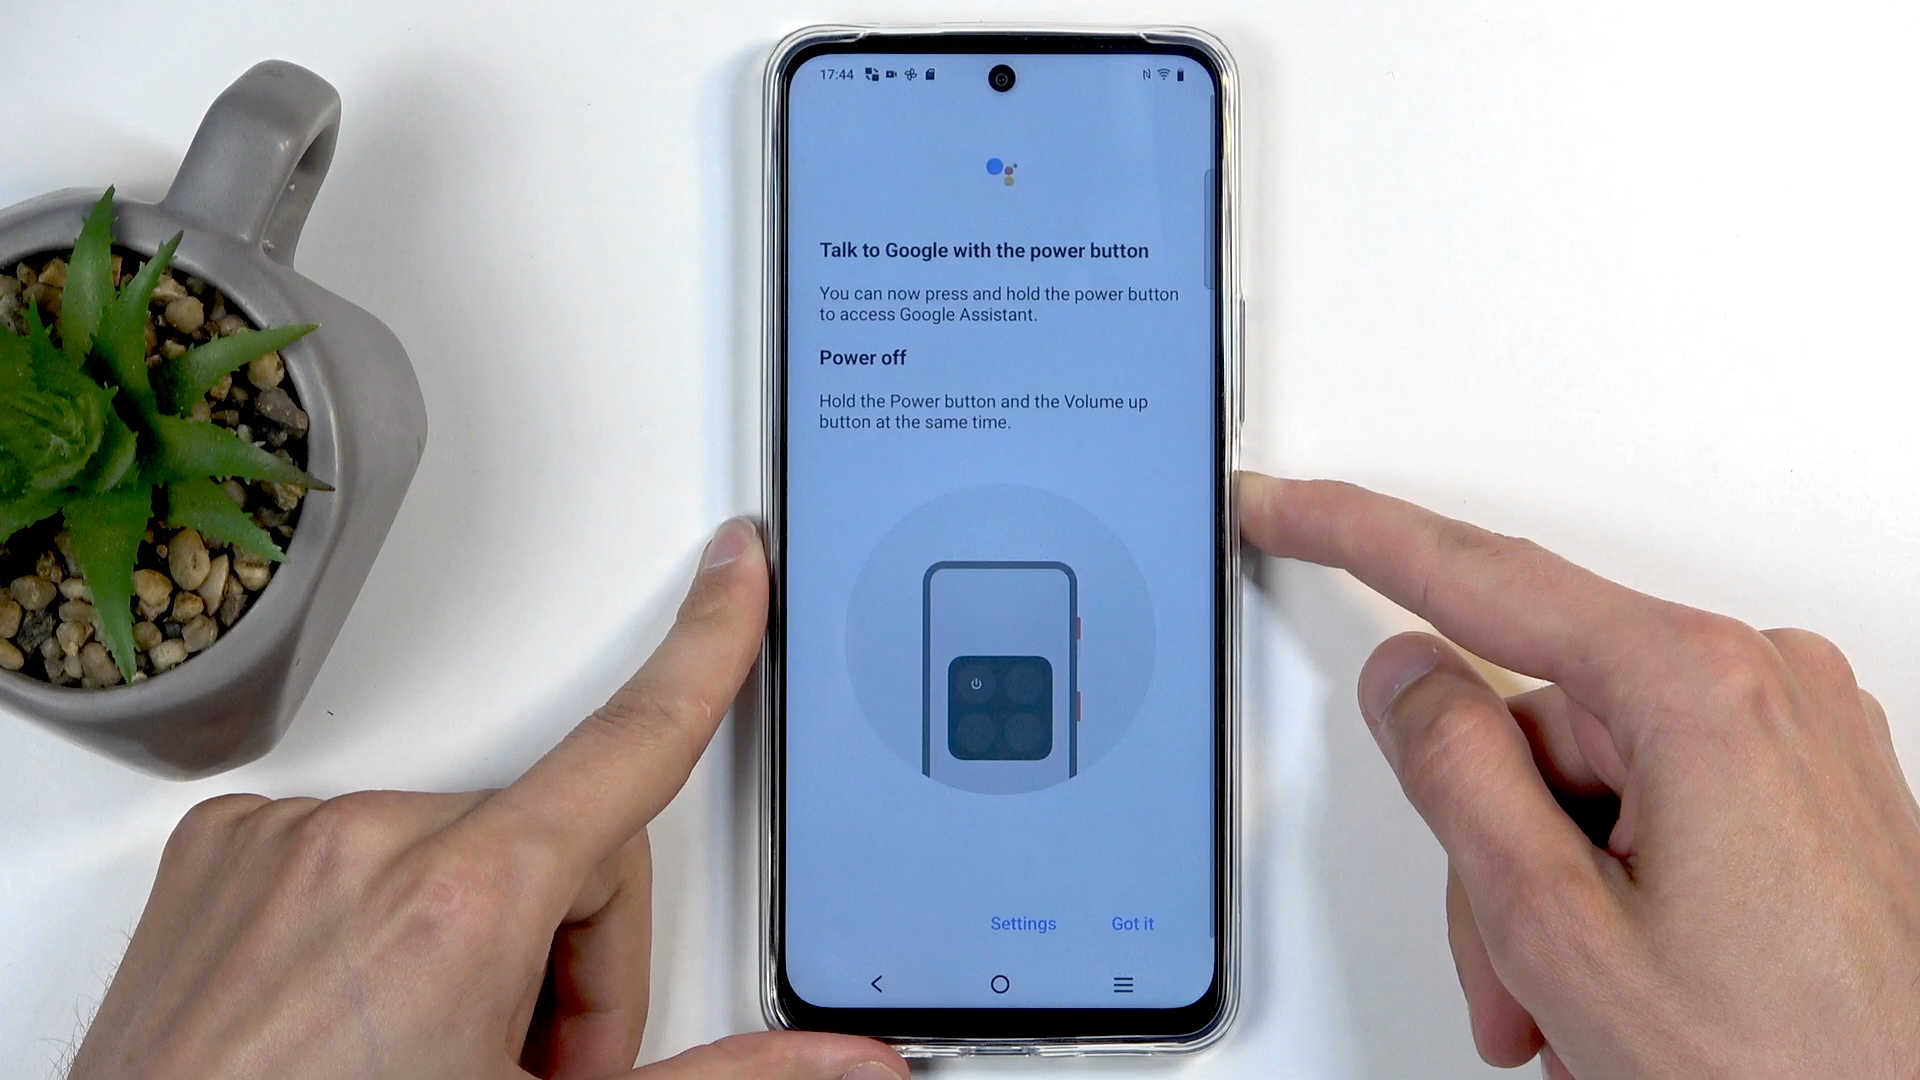 17:44
Talk to Google with the power button
You can now press and hold the power button
to access Google Assistant.
Power off
Hold the Power button and the Volume up
button at the same time.
Settings
Got it